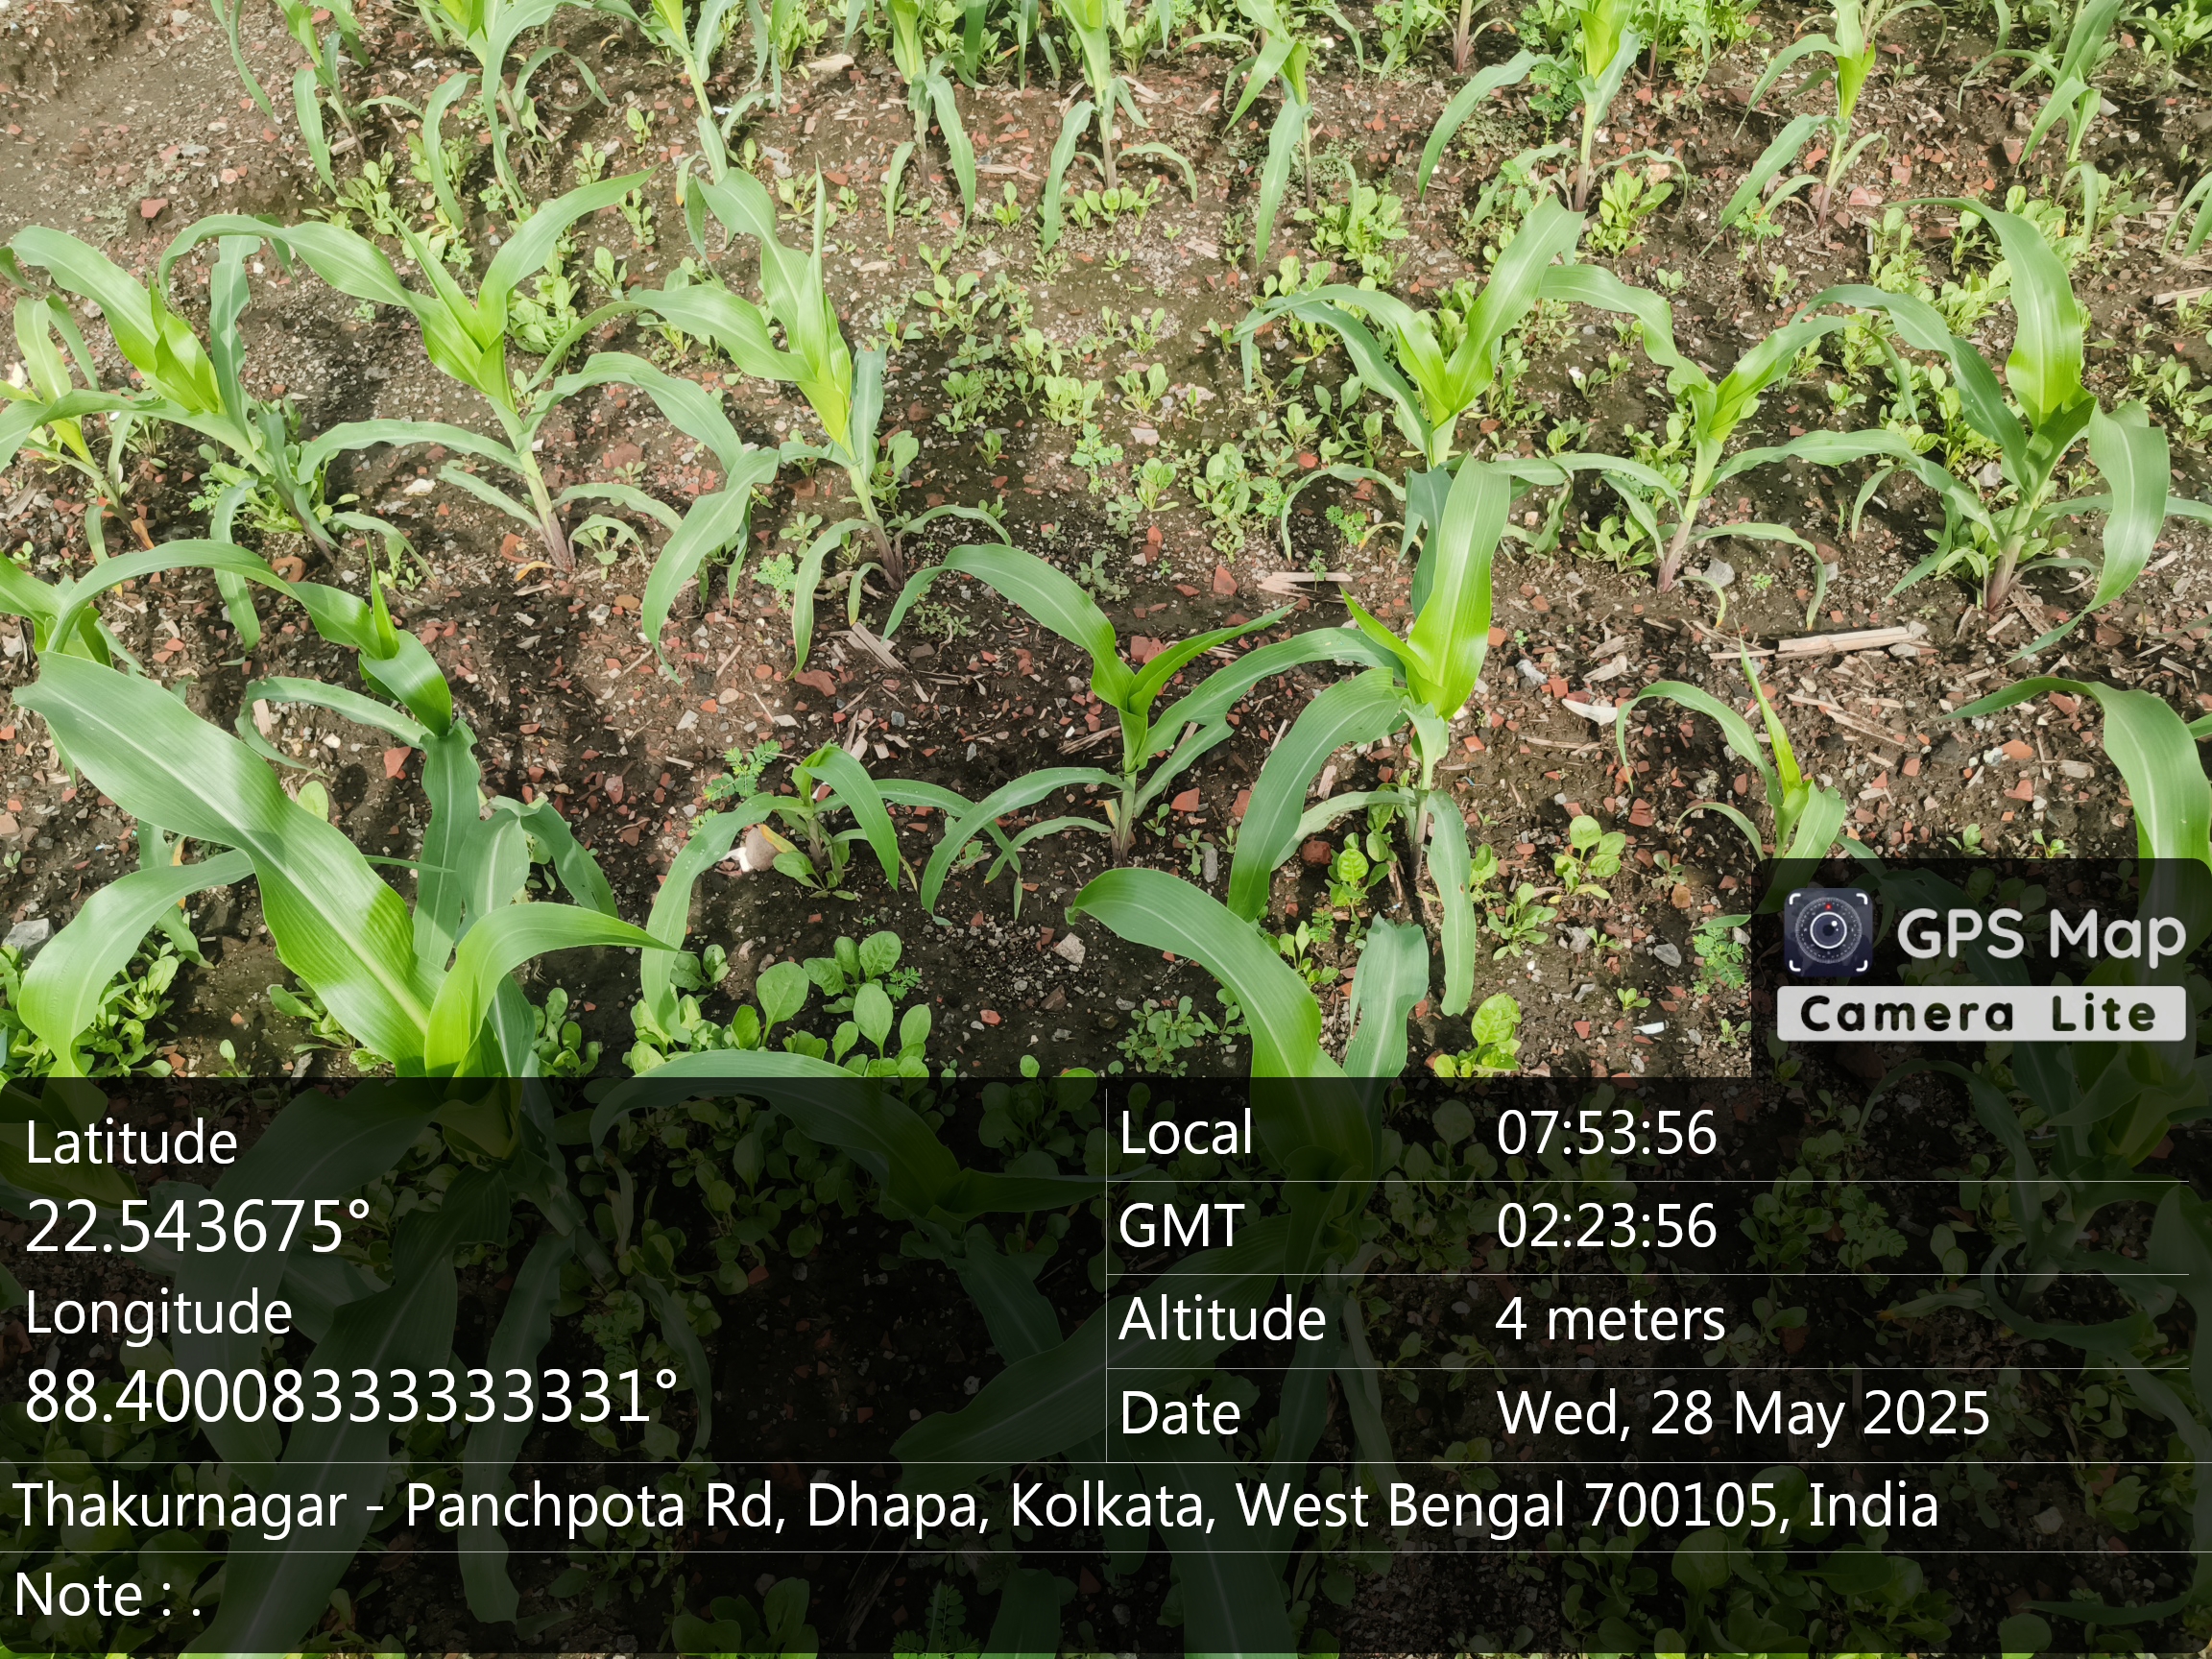 GPS Map
Camera Lite
Latitude
22.543675°
Longitude
88.40008333333331°
Local 07:53:56
GMT 02:23:56
Altitude 4 meters
Date Wed, 28 May 2025
Thakurnagar - Panchpota Rd, Dhapa, Kolkata, West Bengal 700105, India
Note : .